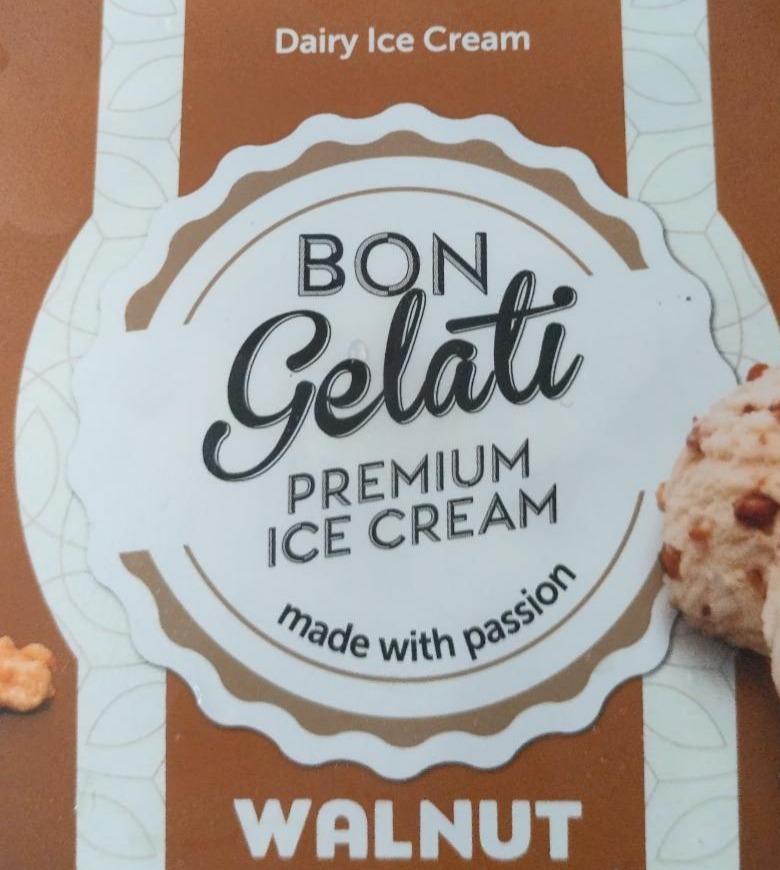 Dairy Ice Cream
BON
Gelati
PREMIUM
ICE CREAM
made with passion
WALNUT